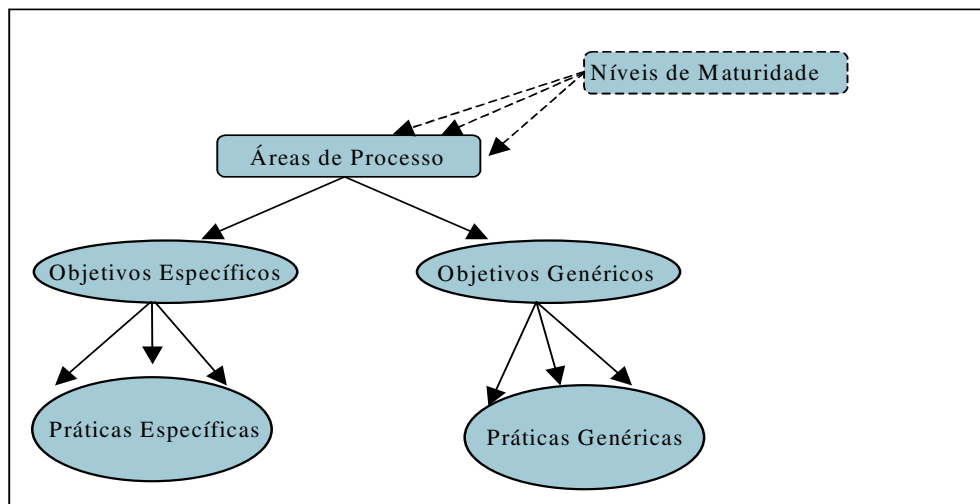 Níveis de Maturidade
Áreas de Processo
Objetivos Específicos
Objetivos Genéricos
Práticas Específicas
Práticas Genéricas